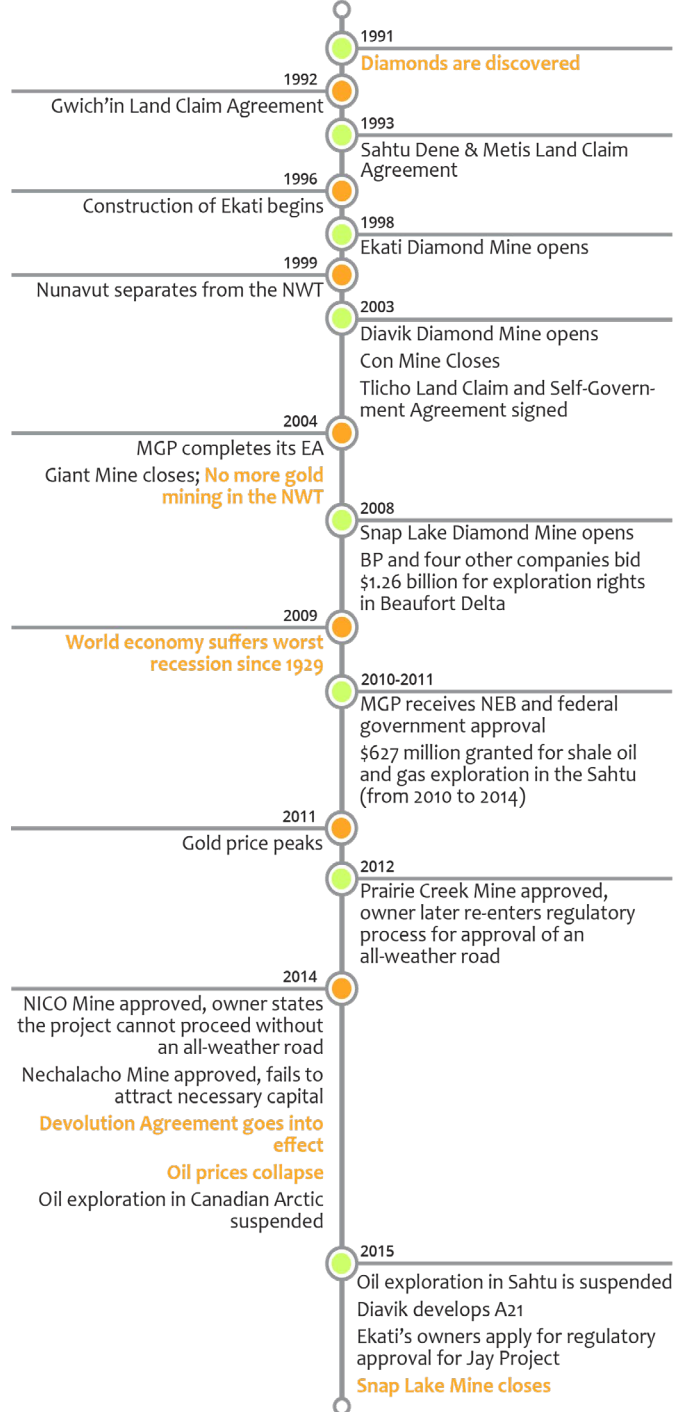 1991
Diamonds are discovered
1992
Gwich’in Land Claim Agreement
1993
Sahtu Dene & Metis Land Claim
Agreement
1996
Construction of Ekati begins
1998
Ekati Diamond Mine opens
1999
Nunavut separates from the NWT
2003
Diavik Diamond Mine opens
Con Mine Closes
Tlicho Land Claim and Self-Govern-
ment Agreement signed
2004
MGP completes its EA
Giant Mine closes; No more gold
mining in the NWT
2008
Snap Lake Diamond Mine opens
BP and four other companies bid
$1.26 billion for exploration rights
in Beaufort Delta
2009
World economy suffers worst
recession since 1929
2010-2011
MGP receives NEB and federal
government approval
$627 million granted for shale oil
and gas exploration in the Sahtu
(from 2010 to 2014)
2011
Gold price peaks
2012
Prairie Creek Mine approved,
owner later re-enters regulatory
process for approval of an
all-weather road
2014
NICO Mine approved, owner states
the project cannot proceed without
an all-weather road
Nechalacho Mine approved, fails to
attract necessary capital
Devolution Agreement goes into
effect
Oil prices collapse
Oil exploration in Canadian Arctic
suspended
2015
Oil exploration in Sahtu is suspended
Diavik develops A21
Ekati’s owners apply for regulatory
approval for Jay Project
Snap Lake Mine closes